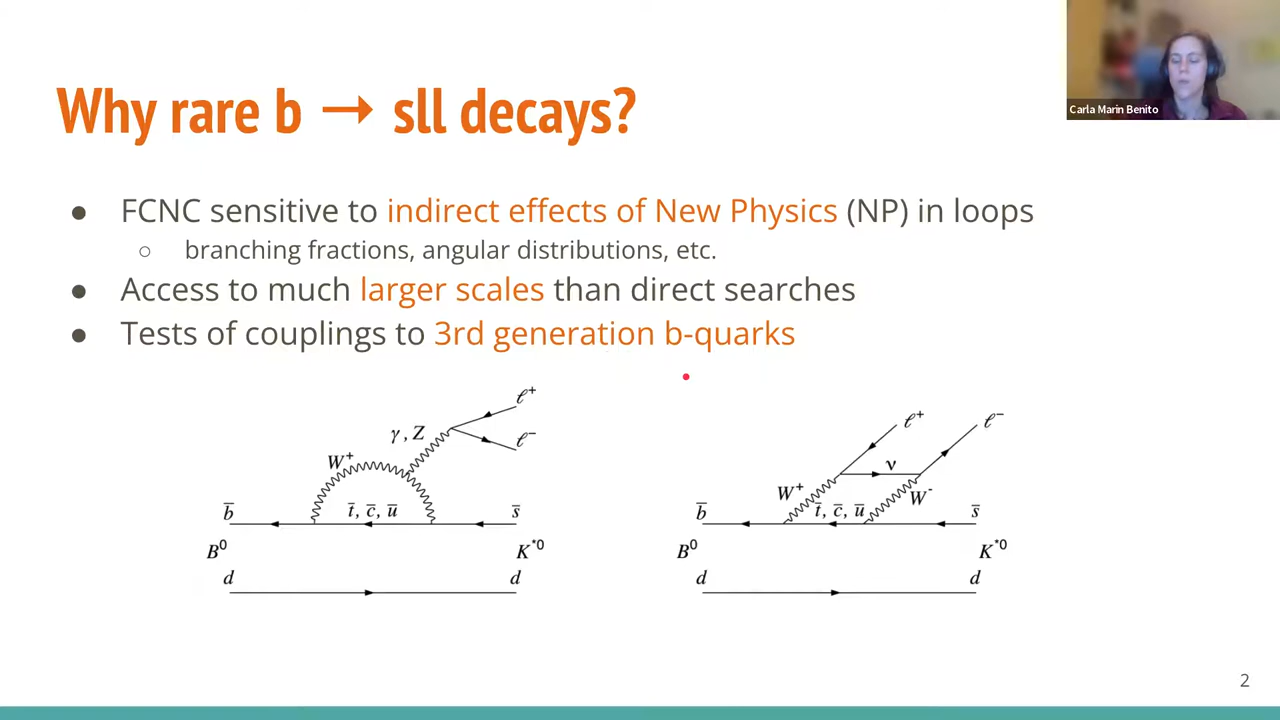 Carla Marin Benito
Why rare b → sll decays?
● FCNC sensitive to indirect effects of New Physics (NP) in loops
○ branching fractions, angular distributions, etc.
● Access to much larger scales than direct searches
● Tests of couplings to 3rd generation b-quarks
ℓ⁺
γ, Z
ℓ⁻
W⁺
b̄ t̄, c̄, ū s̄
B⁰ K*⁰
d d
ℓ⁺ ℓ⁻
ν
W⁺ W⁻
b̄ t̄, c̄, ū s̄
B⁰ K*⁰
d d
2